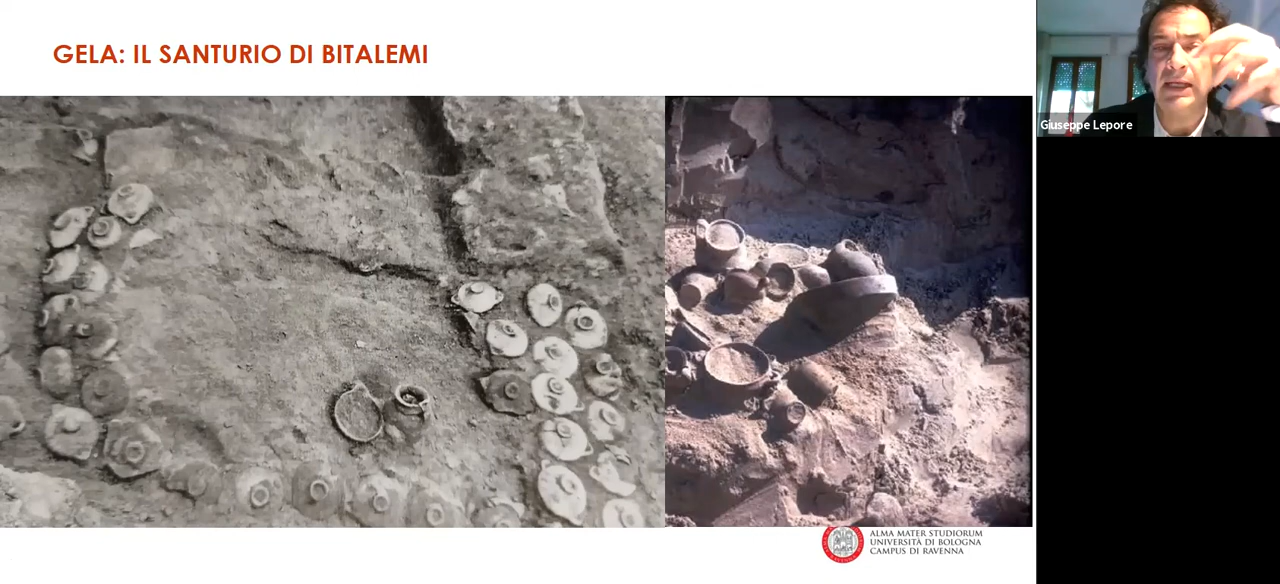 GELA: IL SANTURIO DI BITALEMI
Giuseppe Lepore
ALMA MATER STUDIORUM
UNIVERSITÀ DI BOLOGNA
CAMPUS DI RAVENNA